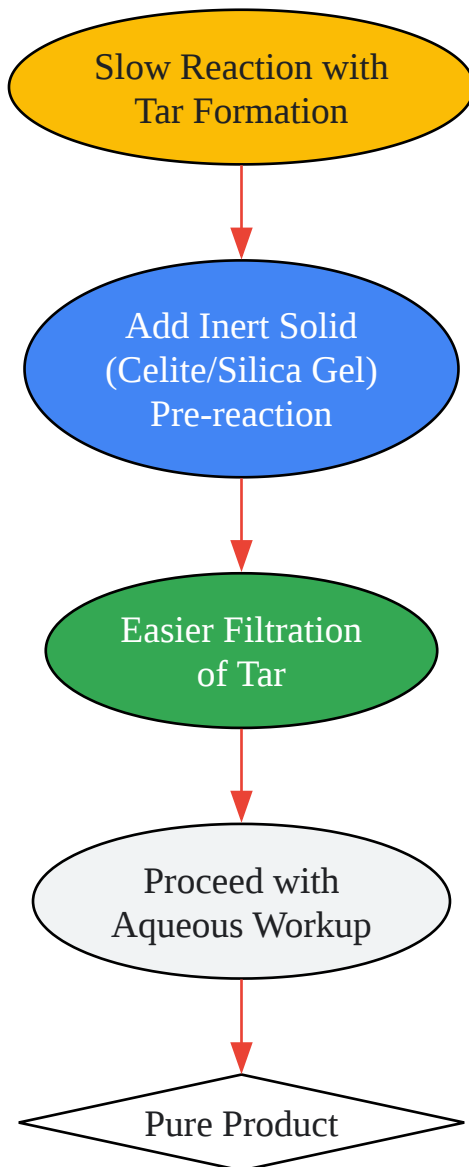 Slow Reaction with
Tar Formation
Add Inert Solid
(Celite/Silica Gel)
Pre-reaction
Easier Filtration
of Tar
Proceed with
Aqueous Workup
Pure Product